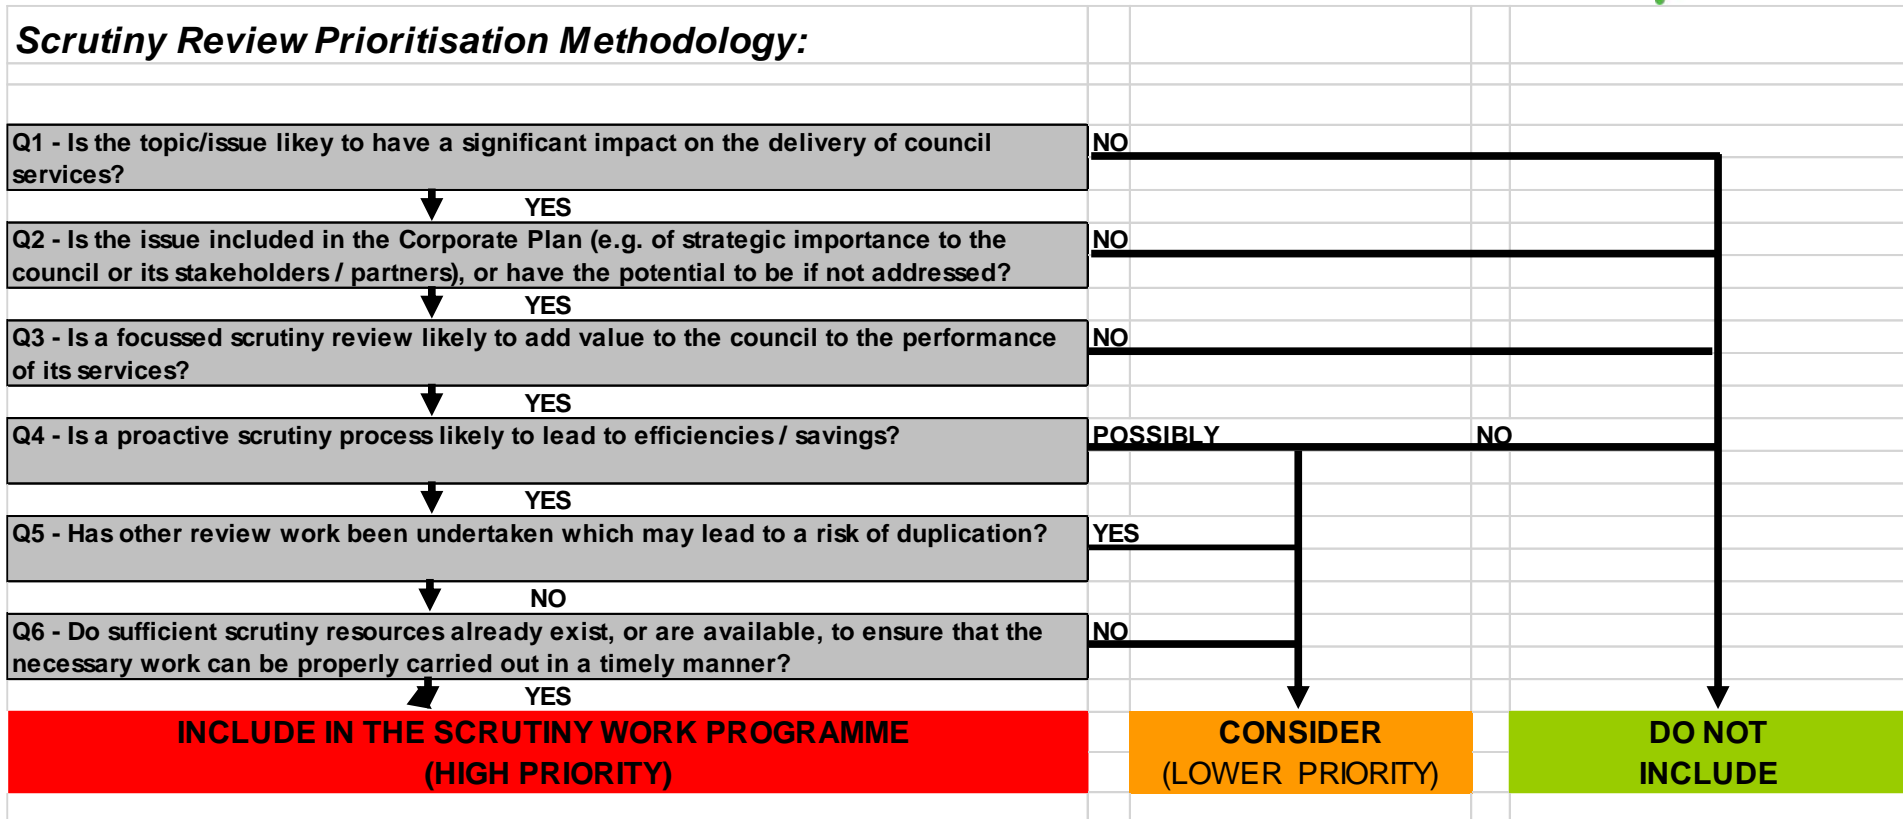 Scrutiny Review Prioritisation Methodology:
Q1 - Is the topic/issue likey to have a significant impact on the delivery of council
services?
NO
YES
Q2 - Is the issue included in the Corporate Plan (e.g. of strategic importance to the
council or its stakeholders / partners), or have the potential to be if not addressed?
NO
YES
Q3 - Is a focussed scrutiny review likely to add value to the council to the performance
of its services?
NO
YES
Q4 - Is a proactive scrutiny process likely to lead to efficiencies / savings?
POSSIBLY
NO
YES
Q5 - Has other review work been undertaken which may lead to a risk of duplication?
YES
NO
Q6 - Do sufficient scrutiny resources already exist, or are available, to ensure that the
necessary work can be properly carried out in a timely manner?
NO
YES
INCLUDE IN THE SCRUTINY WORK PROGRAMME
(HIGH PRIORITY)
CONSIDER
(LOWER PRIORITY)
DO NOT
INCLUDE